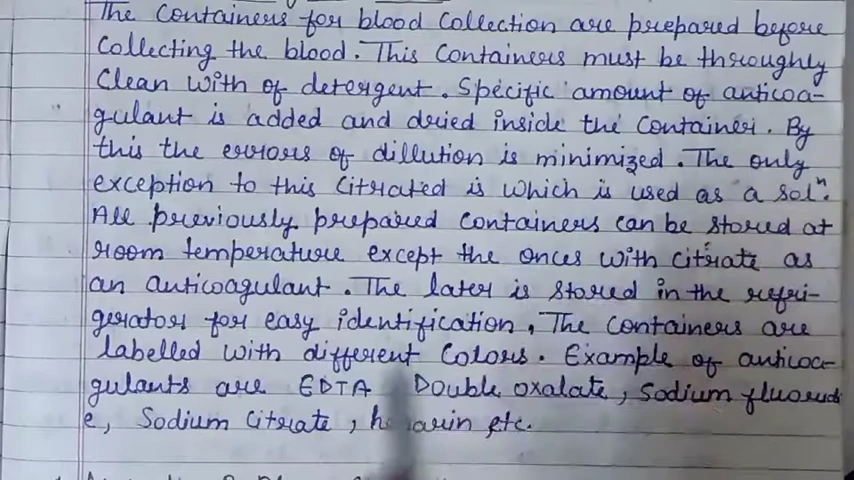 The Containers for blood Collection are prepared before
Collecting the blood. This Containers must be throughly
Clean with of detergent. Specific amount of anticoa-
gulant is added and dried inside the Container. By
this the errors of dillution is minimized. The only
exception to this Citrated is which is used as a solⁿ.
All previously prepared Containers can be stored at
room temperature except the onces with citrate as
an anticoagulant. The later is stored in the refri-
gerators for easy identification, The Containers are
labelled with different Colors. Example of anticoa-
gulants are EDTA Double oxalate, Sodium fluorid
e, Sodium Citrate, etc.